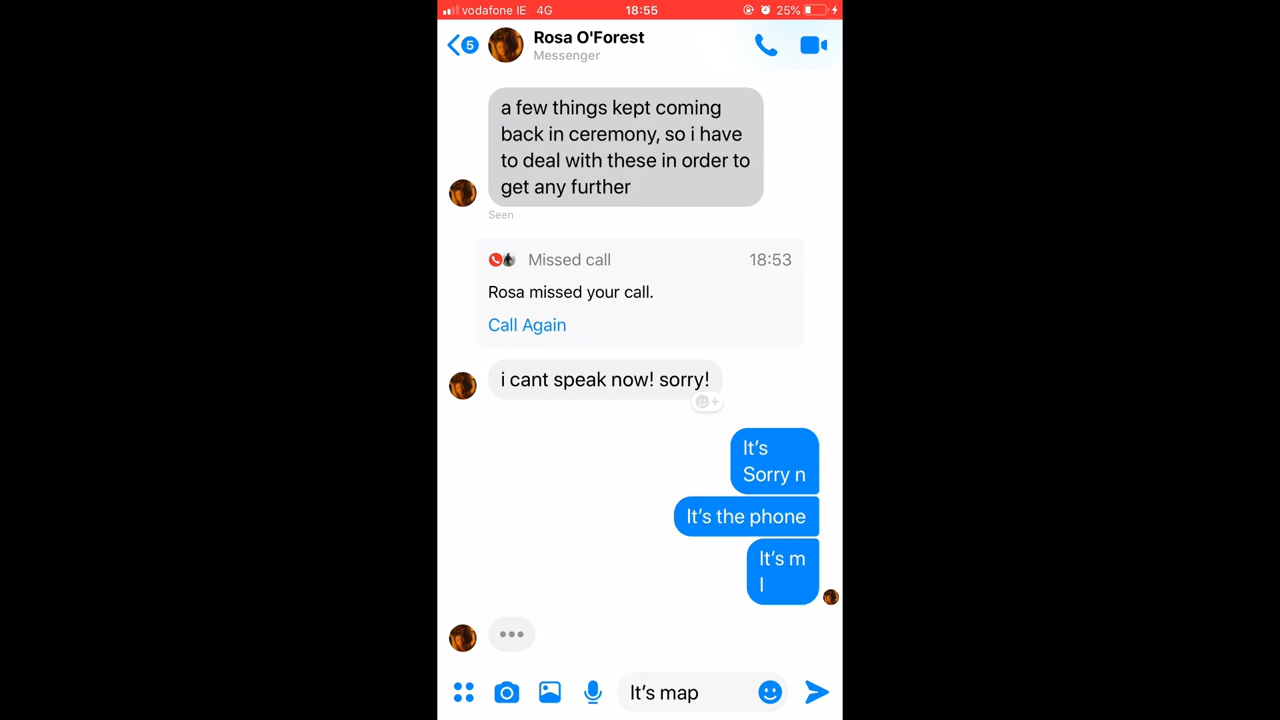 vodafone IE 4G 18:55 25%
5 Rosa O'Forest
Messenger
a few things kept coming
back in ceremony, so i have
to deal with these in order to
get any further
Seen
Missed call 18:53
Rosa missed your call.
Call Again
i cant speak now! sorry!
It's
Sorry n
It's the phone
It's m
I
It's map